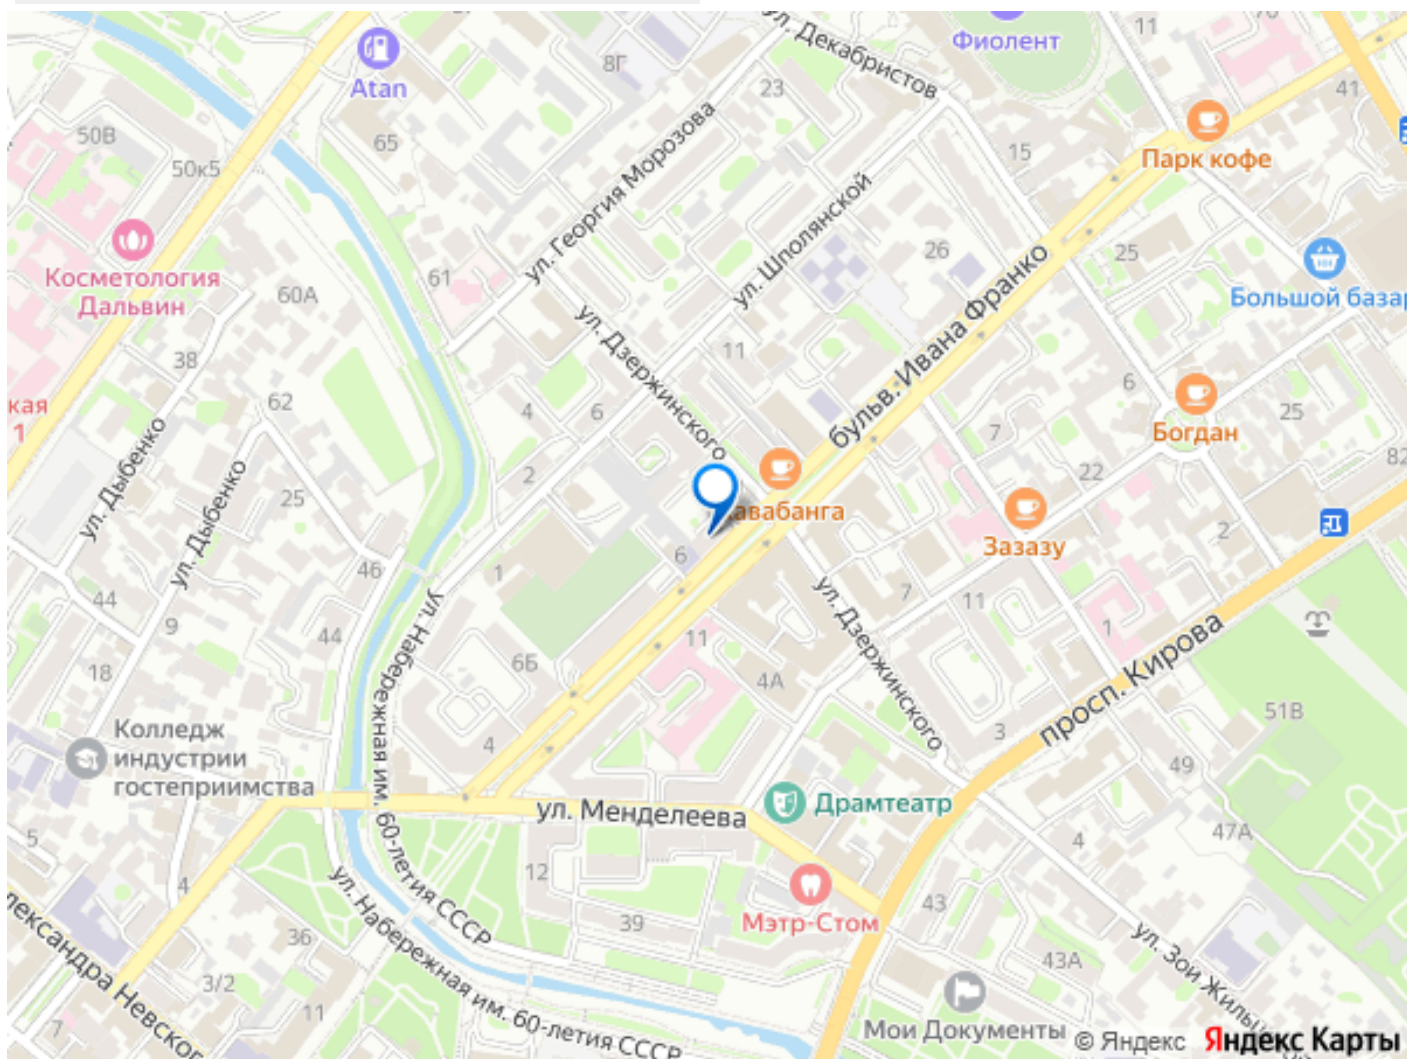 ул. Декабристов
Фиолент
11
8Г
23
Atan
41
50В
65
50к5
ул. Георгия Морозова
15
Парк кофе
ул. Шполянской
26
25
61
Косметология
Дальвин
60А
Большой базар
ул. Дзержинского
бульв. Ивана Франко
38
11
6
62
4
6
кая
1
7
25
Богдан
ул. Дыбенко
ул. Дыбенко
2
22
82
25
Зазазу
2
6
46
1
44
ул. Набережная им. 60-летия СССР
ул. Дзержинского
7
11
9
44
11
1
18
6Б
4А
просп. Кирова
51В
Колледж
индустрии
гостеприимства
4
3
49
ул. Менделеева
Драмтеатр
47А
5
4
12
4
Мэтр-Стом
43
39
ул. Набережная им. 60-летия СССР
36
43А
ул. Зои Жильц
лександра Невского
3/2
11
7
Мои Документы
© Яндекс Яндекс Карты